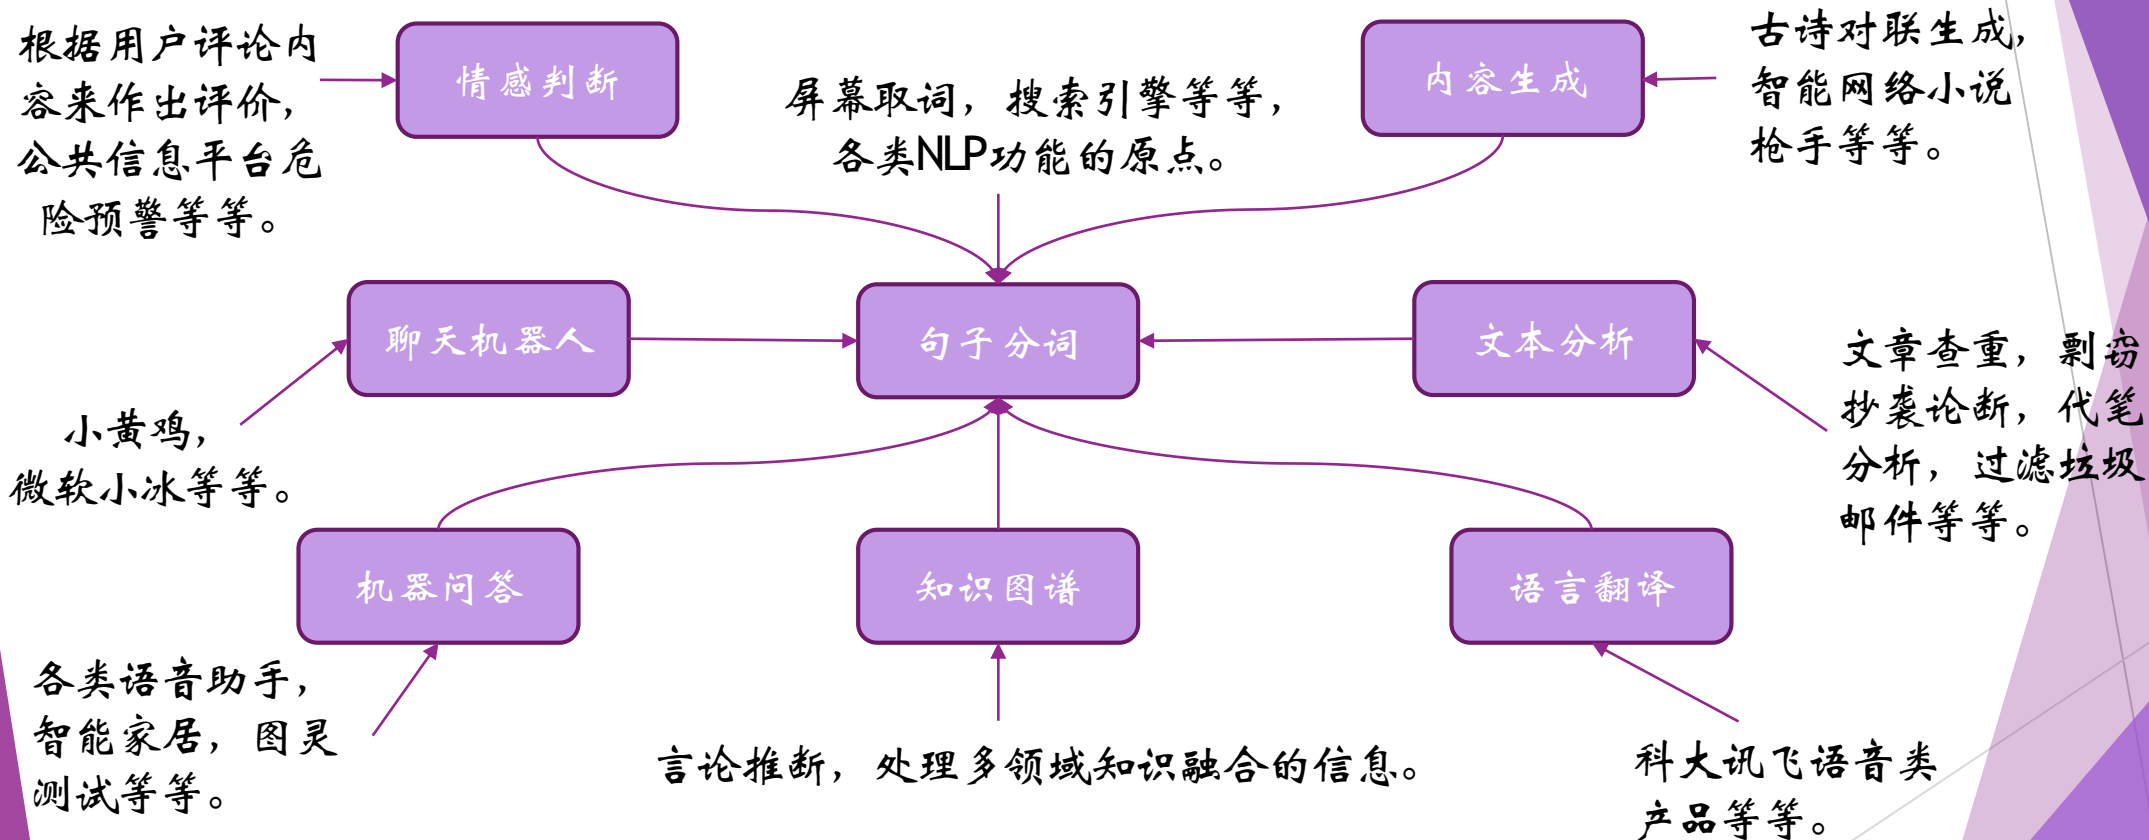 根据用户评论内
容来作出评价，
公共信息平台危
险预警等等。
情感判断
屏幕取词，搜索引擎等等，
各类NLP功能的原点。
内容生成
古诗对联生成，
智能网络小说
枪手等等。
聊天机器人
句子分词
文本分析
小黄鸡，
微软小冰等等。
文章查重，剽窃
抄袭论断，代笔
分析，过滤垃圾
邮件等等。
机器问答
知识图谱
语言翻译
各类语音助手，
智能家居，图灵
测试等等。
言论推断，处理多领域知识融合的信息。
科大讯飞语音类
产品等等。